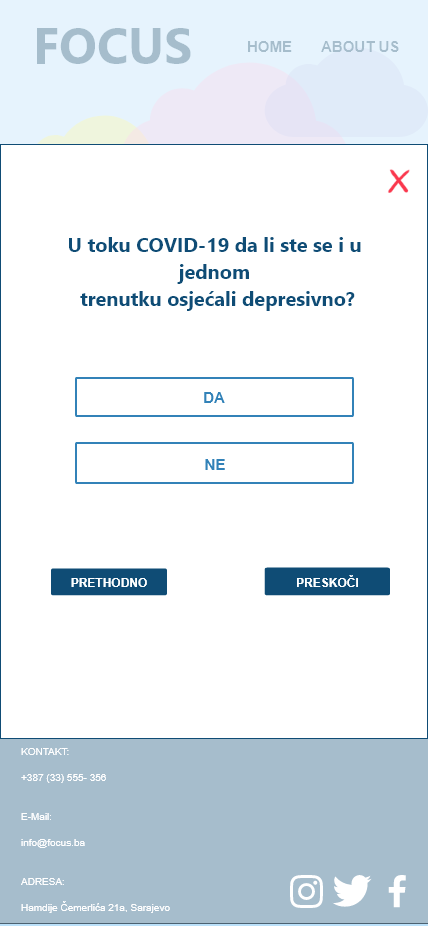 FOCUS
HOME
ABOUT US
X
U toku COVID-19 da li ste se i u
jednom
trenutku osjećali depresivno?
DA
NE
PRETHODNO
PRESKOČI
KONTAKT:
+387 (33) 555- 356
E-Mail:
info@focus.ba
ADRESA:
Hamdije Čemerlića 21a, Sarajevo